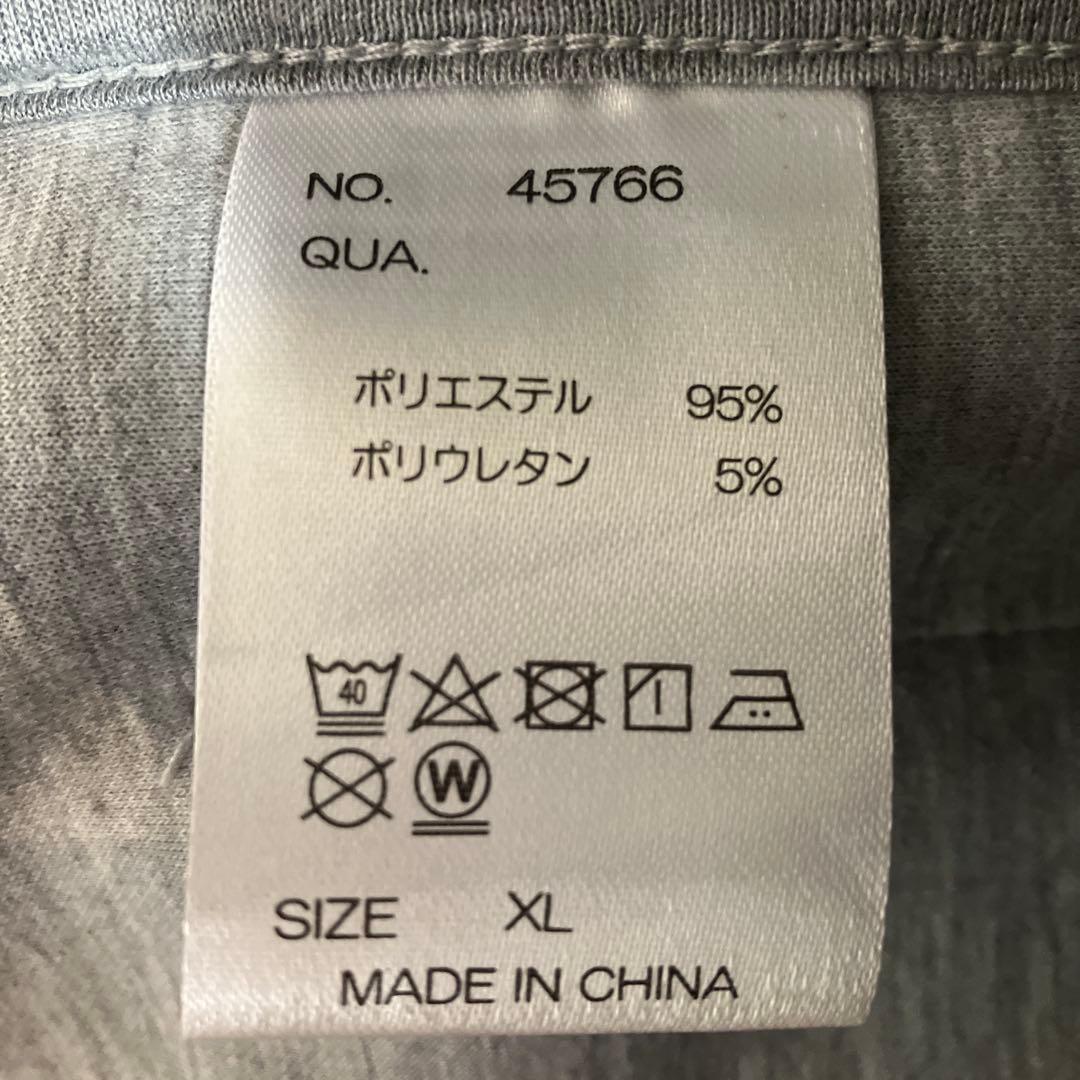 NO. 45766
QUA.
ポリエステル 95%
ポリウレタン 5%
40
W
SIZE XL
MADE IN CHINA